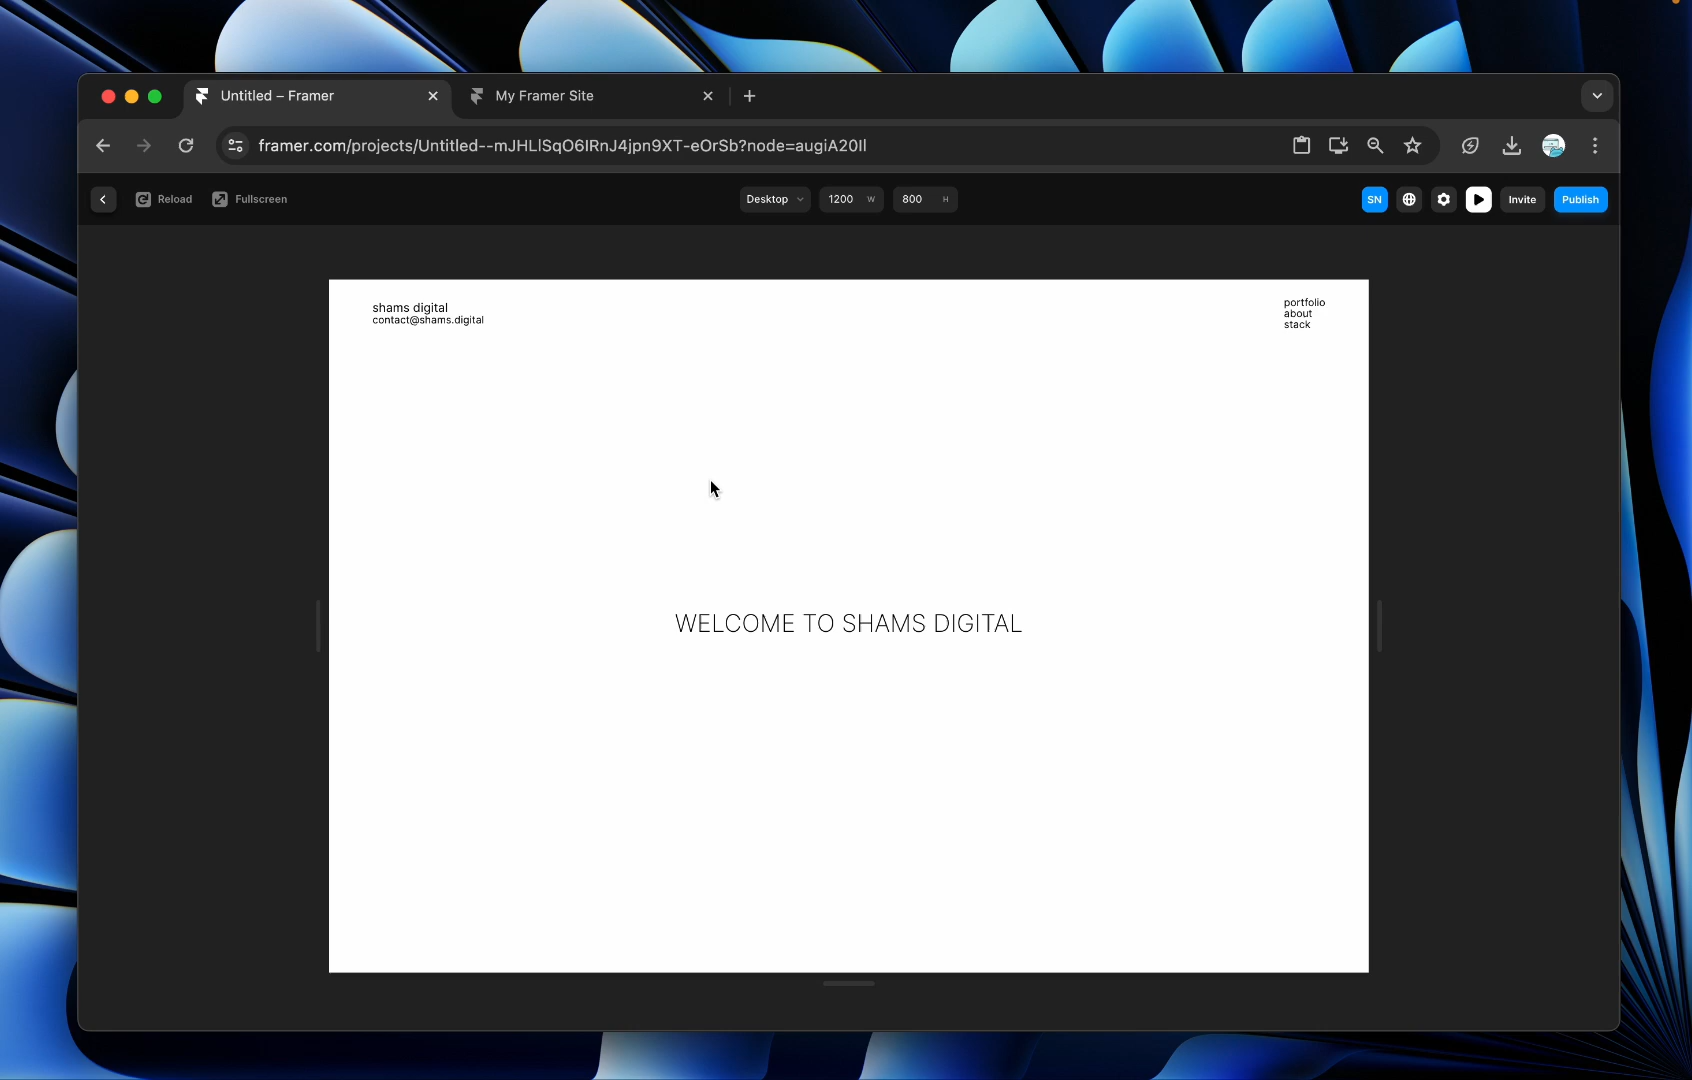 Untitled – Framer
My Framer Site
framer.com/projects/Untitled--mJHLlSqO6IRnJ4jpn9XT-eOrSb?node=augiA20Il
Reload
Fullscreen
Desktop
1200 W
800 H
SN
Invite
Publish
shams digital
contact@shams.digital
portfolio
about
stack
WELCOME TO SHAMS DIGITAL